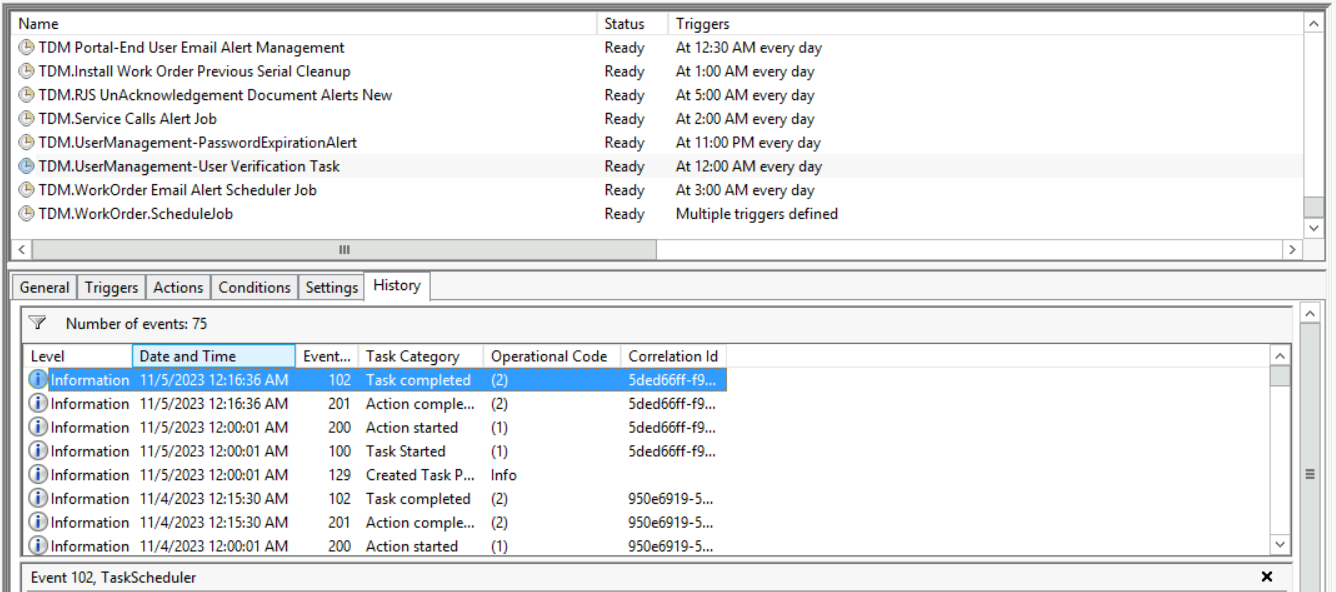 Name Status Triggers
TDM Portal-End User Email Alert Management Ready At 12:30 AM every day
TDM.Install Work Order Previous Serial Cleanup Ready At 1:00 AM every day
TDM.RJS UnAcknowledgement Document Alerts New Ready At 5:00 AM every day
TDM.Service Calls Alert Job Ready At 2:00 AM every day
TDM.UserManagement-PasswordExpirationAlert Ready At 11:00 PM every day
TDM.UserManagement-User Verification Task Ready At 12:00 AM every day
TDM.WorkOrder Email Alert Scheduler Job Ready At 3:00 AM every day
TDM.WorkOrder.ScheduleJob Ready Multiple triggers defined
General Triggers Actions Conditions Settings History
Number of events: 75
Level Date and Time Event... Task Category Operational Code Correlation Id
Information 11/5/2023 12:16:36 AM 102 Task completed (2) 5ded66ff-f9...
Information 11/5/2023 12:16:36 AM 201 Action comple... (2) 5ded66ff-f9...
Information 11/5/2023 12:00:01 AM 200 Action started (1) 5ded66ff-f9...
Information 11/5/2023 12:00:01 AM 100 Task Started (1) 5ded66ff-f9...
Information 11/5/2023 12:00:01 AM 129 Created Task P... Info
Information 11/4/2023 12:15:30 AM 102 Task completed (2) 950e6919-5...
Information 11/4/2023 12:15:30 AM 201 Action comple... (2) 950e6919-5...
Information 11/4/2023 12:00:01 AM 200 Action started (1) 950e6919-5...
Event 102, TaskScheduler